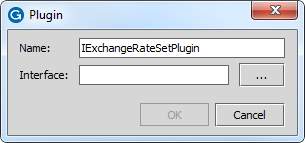 Plugin
Name: IExchangeRateSetPlugin
Interface: ...
OK Cancel